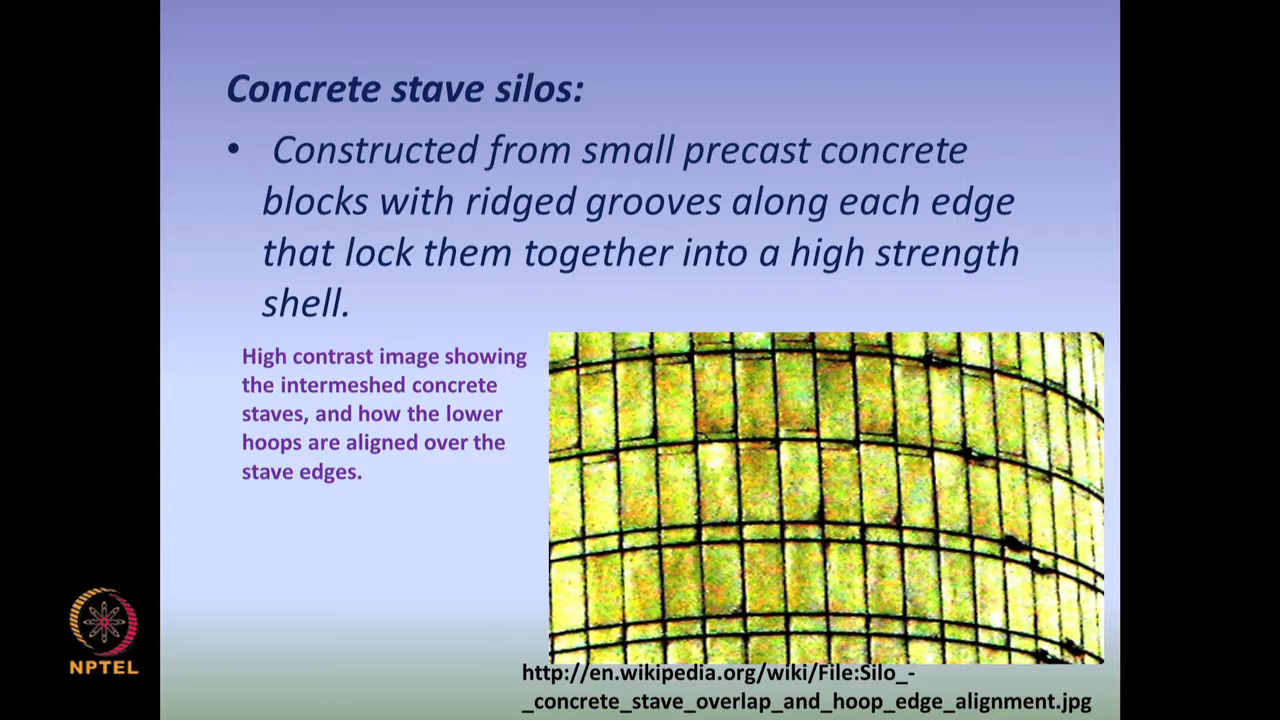 Concrete stave silos:
• Constructed from small precast concrete
blocks with ridged grooves along each edge
that lock them together into a high strength
shell.
High contrast image showing
the intermeshed concrete
staves, and how the lower
hoops are aligned over the
stave edges.
http://en.wikipedia.org/wiki/File:Silo_-
_concrete_stave_overlap_and_hoop_edge_alignment.jpg
NPTEL